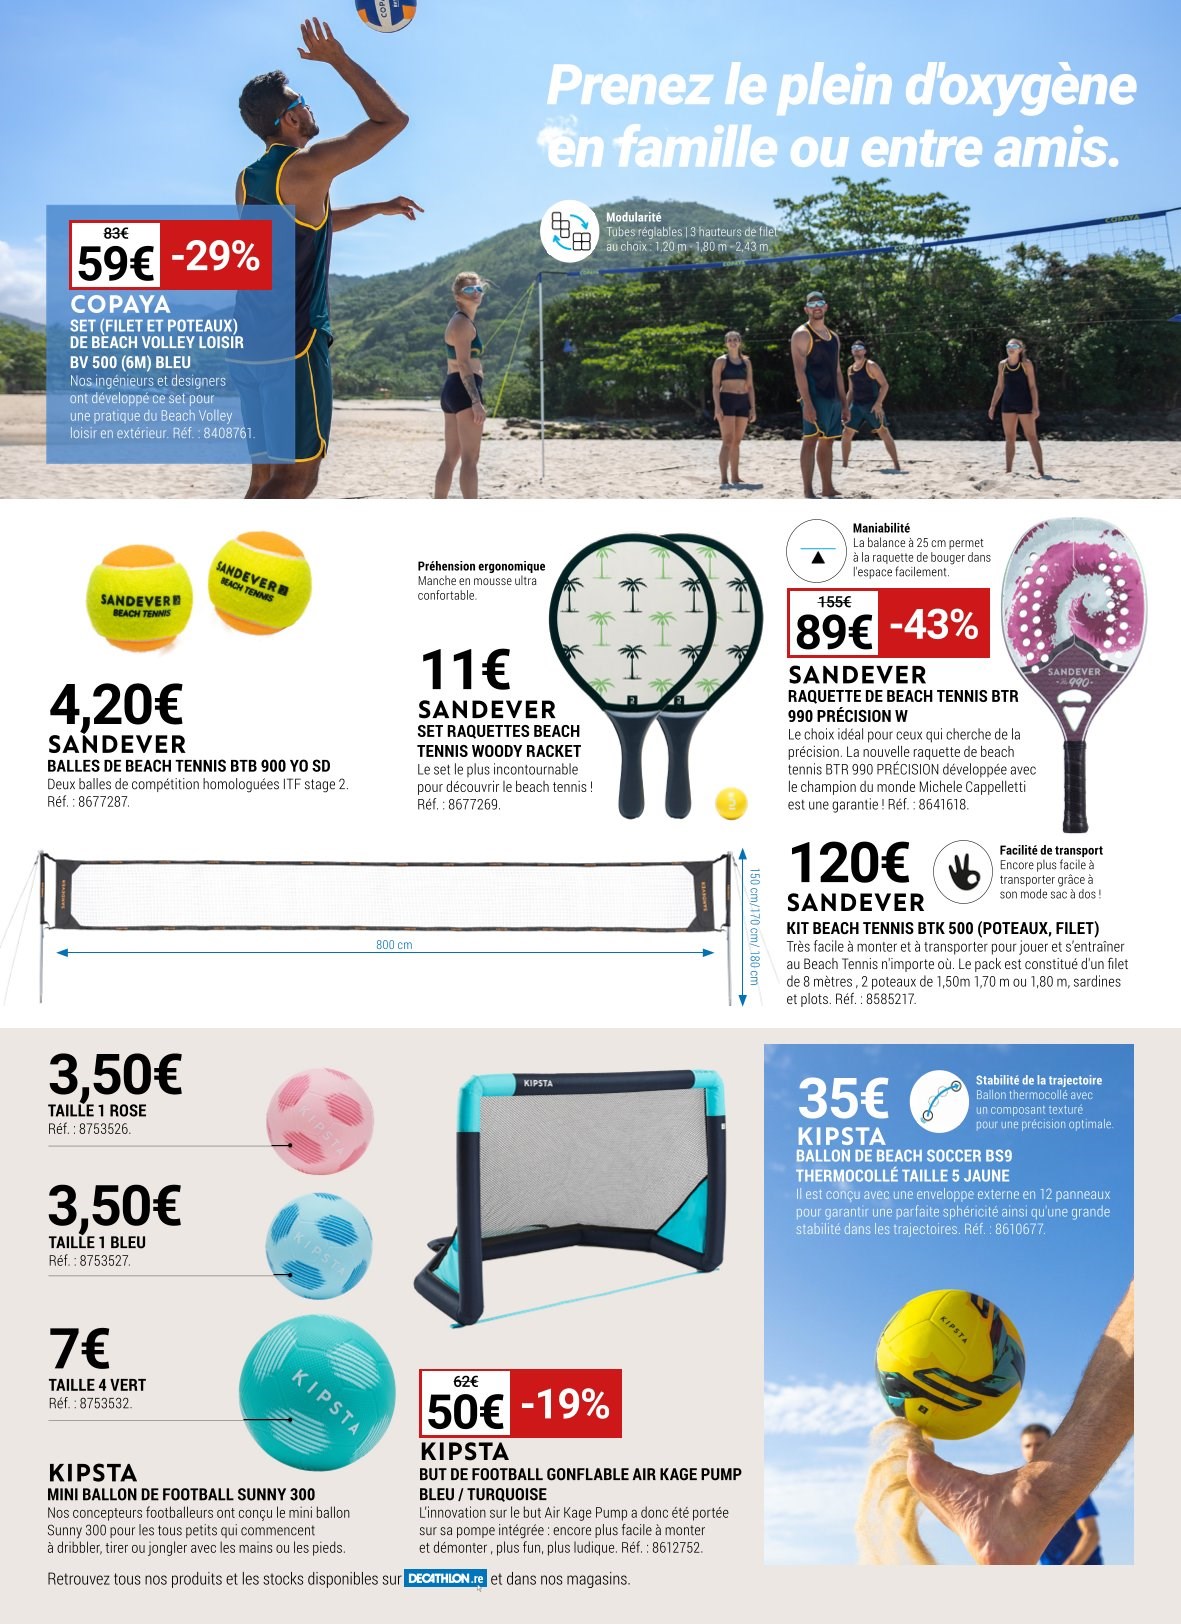 Prenez le plein d'oxygène
en famille ou entre amis.
Modularité
Tubes réglables | 3 hauteurs de filet
au choix : 1,20 m - 1,80 m - 2,43 m
83€
59€ -29%
COPAYA
SET (FILET ET POTEAUX)
DE BEACH VOLLEY LOISIR
BV 500 (6M) BLEU
Nos ingénieurs et designers
ont développé ce set pour
une pratique du Beach Volley
loisir en extérieur. Réf. : 8408761.
SANDEVER
BEACH TENNIS
SANDEVER
BEACH TENNIS
4,20€
SANDEVER
BALLES DE BEACH TENNIS BTB 900 YO SD
Deux balles de compétition homologuées ITF stage 2.
Réf. : 8677287.
Préhension ergonomique
Manche en mousse ultra
confortable.
11€
SANDEVER
SET RAQUETTES BEACH
TENNIS WOODY RACKET
Le set le plus incontournable
pour découvrir le beach tennis !
Réf. : 8677269.
Maniabilité
La balance à 25 cm permet
à la raquette de bouger dans
l'espace facilement.
155€
89€ -43%
SANDEVER
RAQUETTE DE BEACH TENNIS BTR
990 PRÉCISION W
Le choix idéal pour ceux qui cherche de la
précision. La nouvelle raquette de beach
tennis BTR 990 PRÉCISION développée avec
le champion du monde Michele Cappelletti
est une garantie ! Réf. : 8641618.
SANDEVER
990
SANDEVER
SANDEVER
800 cm
150 cm/170 cm/ 180 cm
120€
SANDEVER
Facilité de transport
Encore plus facile à
transporter grâce à
son mode sac à dos !
KIT BEACH TENNIS BTK 500 (POTEAUX, FILET)
Très facile à monter et à transporter pour jouer et s'entraîner
au Beach Tennis n'importe où. Le pack est constitué d'un filet
de 8 mètres , 2 poteaux de 1,50m 1,70 m ou 1,80 m, sardines
et plots. Réf. : 8585217.
3,50€
TAILLE 1 ROSE
Réf. : 8753526.
3,50€
TAILLE 1 BLEU
Réf. : 8753527.
7€
TAILLE 4 VERT
Réf. : 8753532.
KIPSTA
KIPSTA
KIPSTA
KIPSTA
MINI BALLON DE FOOTBALL SUNNY 300
Nos concepteurs footballeurs ont conçu le mini ballon
Sunny 300 pour les tous petits qui commencent
à dribbler, tirer ou jongler avec les mains ou les pieds.
KIPSTA
62€
50€ -19%
KIPSTA
BUT DE FOOTBALL GONFLABLE AIR KAGE PUMP
BLEU / TURQUOISE
L'innovation sur le but Air Kage Pump a donc été portée
sur sa pompe intégrée : encore plus facile à monter
et démonter , plus fun, plus ludique. Réf. : 8612752.
35€
KIPSTA
Stabilité de la trajectoire
Ballon thermocollé avec
un composant texturé
pour une précision optimale.
BALLON DE BEACH SOCCER BS9
THERMOCOLLÉ TAILLE 5 JAUNE
Il est conçu avec une enveloppe externe en 12 panneaux
pour garantir une parfaite sphéricité ainsi qu'une grande
stabilité dans les trajectoires. Réf. : 8610677.
KIPSTA
Retrouvez tous nos produits et les stocks disponibles sur DECATHLON.re et dans nos magasins.